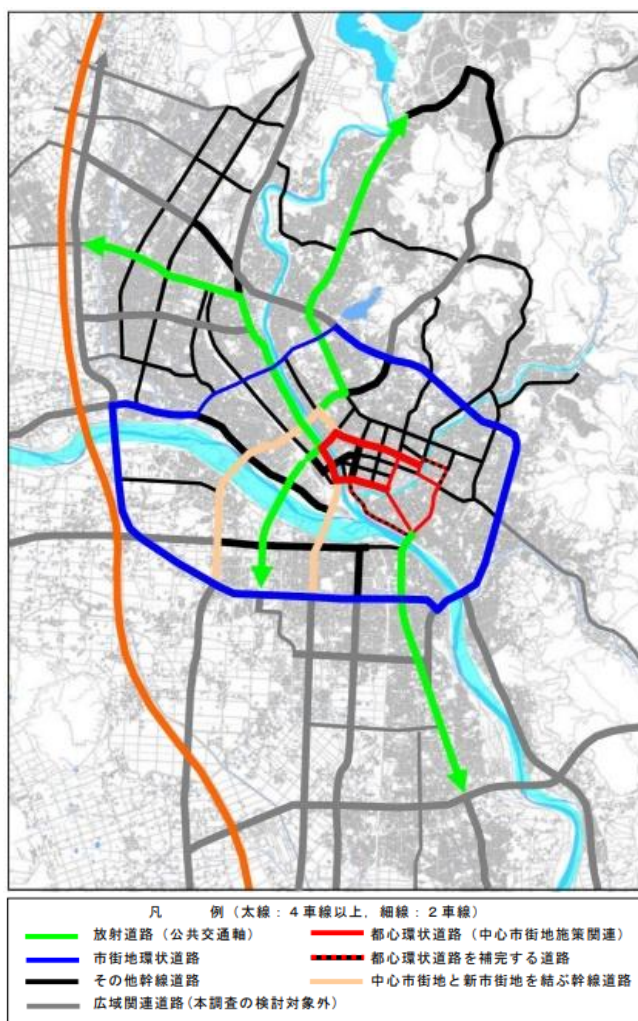 凡　　例（太線：４車線以上，細線：２車線）
放射道路（公共交通軸）　都心環状道路（中心市街地施策関連）
市街地環状道路　都心環状道路を補完する道路
その他幹線道路　中心市街地と新市街地を結ぶ幹線道路
広域関連道路(本調査の検討対象外)